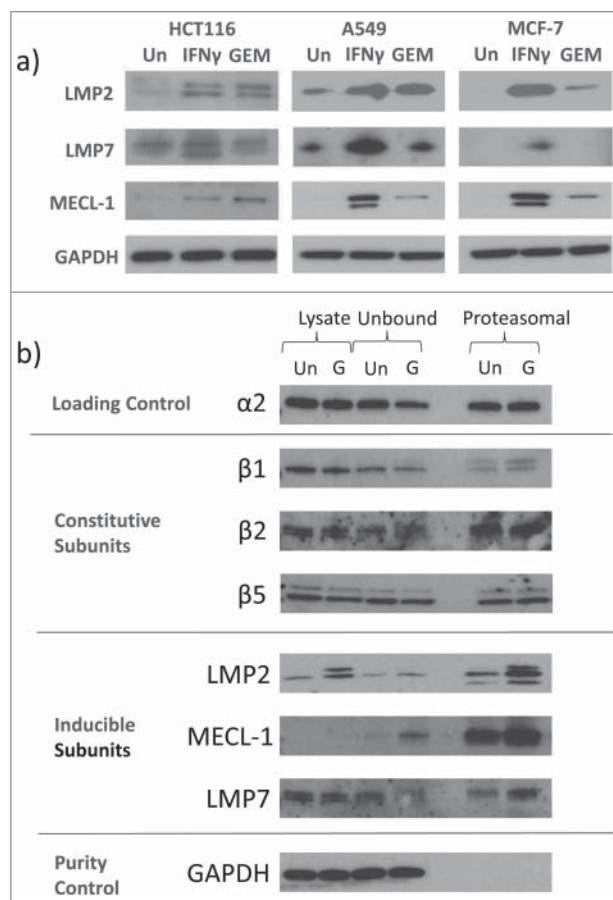 HCT116 A549 MCF-7
a) Un IFNγ GEM Un IFNγ GEM Un IFNγ GEM
LMP2
LMP7
MECL-1
GAPDH
Lysate Unbound Proteasomal
b) Un G Un G Un G
Loading Control α2
β1
Constitutive
Subunits
β2
β5
LMP2
Inducible
Subunits
MECL-1
LMP7
Purity
Control
GAPDH